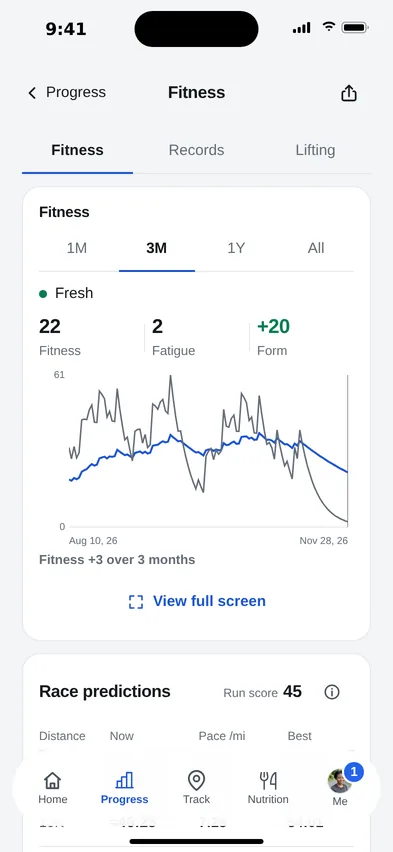 9:41
Progress
Fitness
Fitness Records Lifting
Fitness
1M 3M 1Y All
Fresh
22 2 +20
Fitness Fatigue Form
61
0
Aug 10, 26 Nov 28, 26
Fitness +3 over 3 months
View full screen
Race predictions Run score 45
Distance Now Pace /mi Best
1
Home Progress Track Nutrition Me